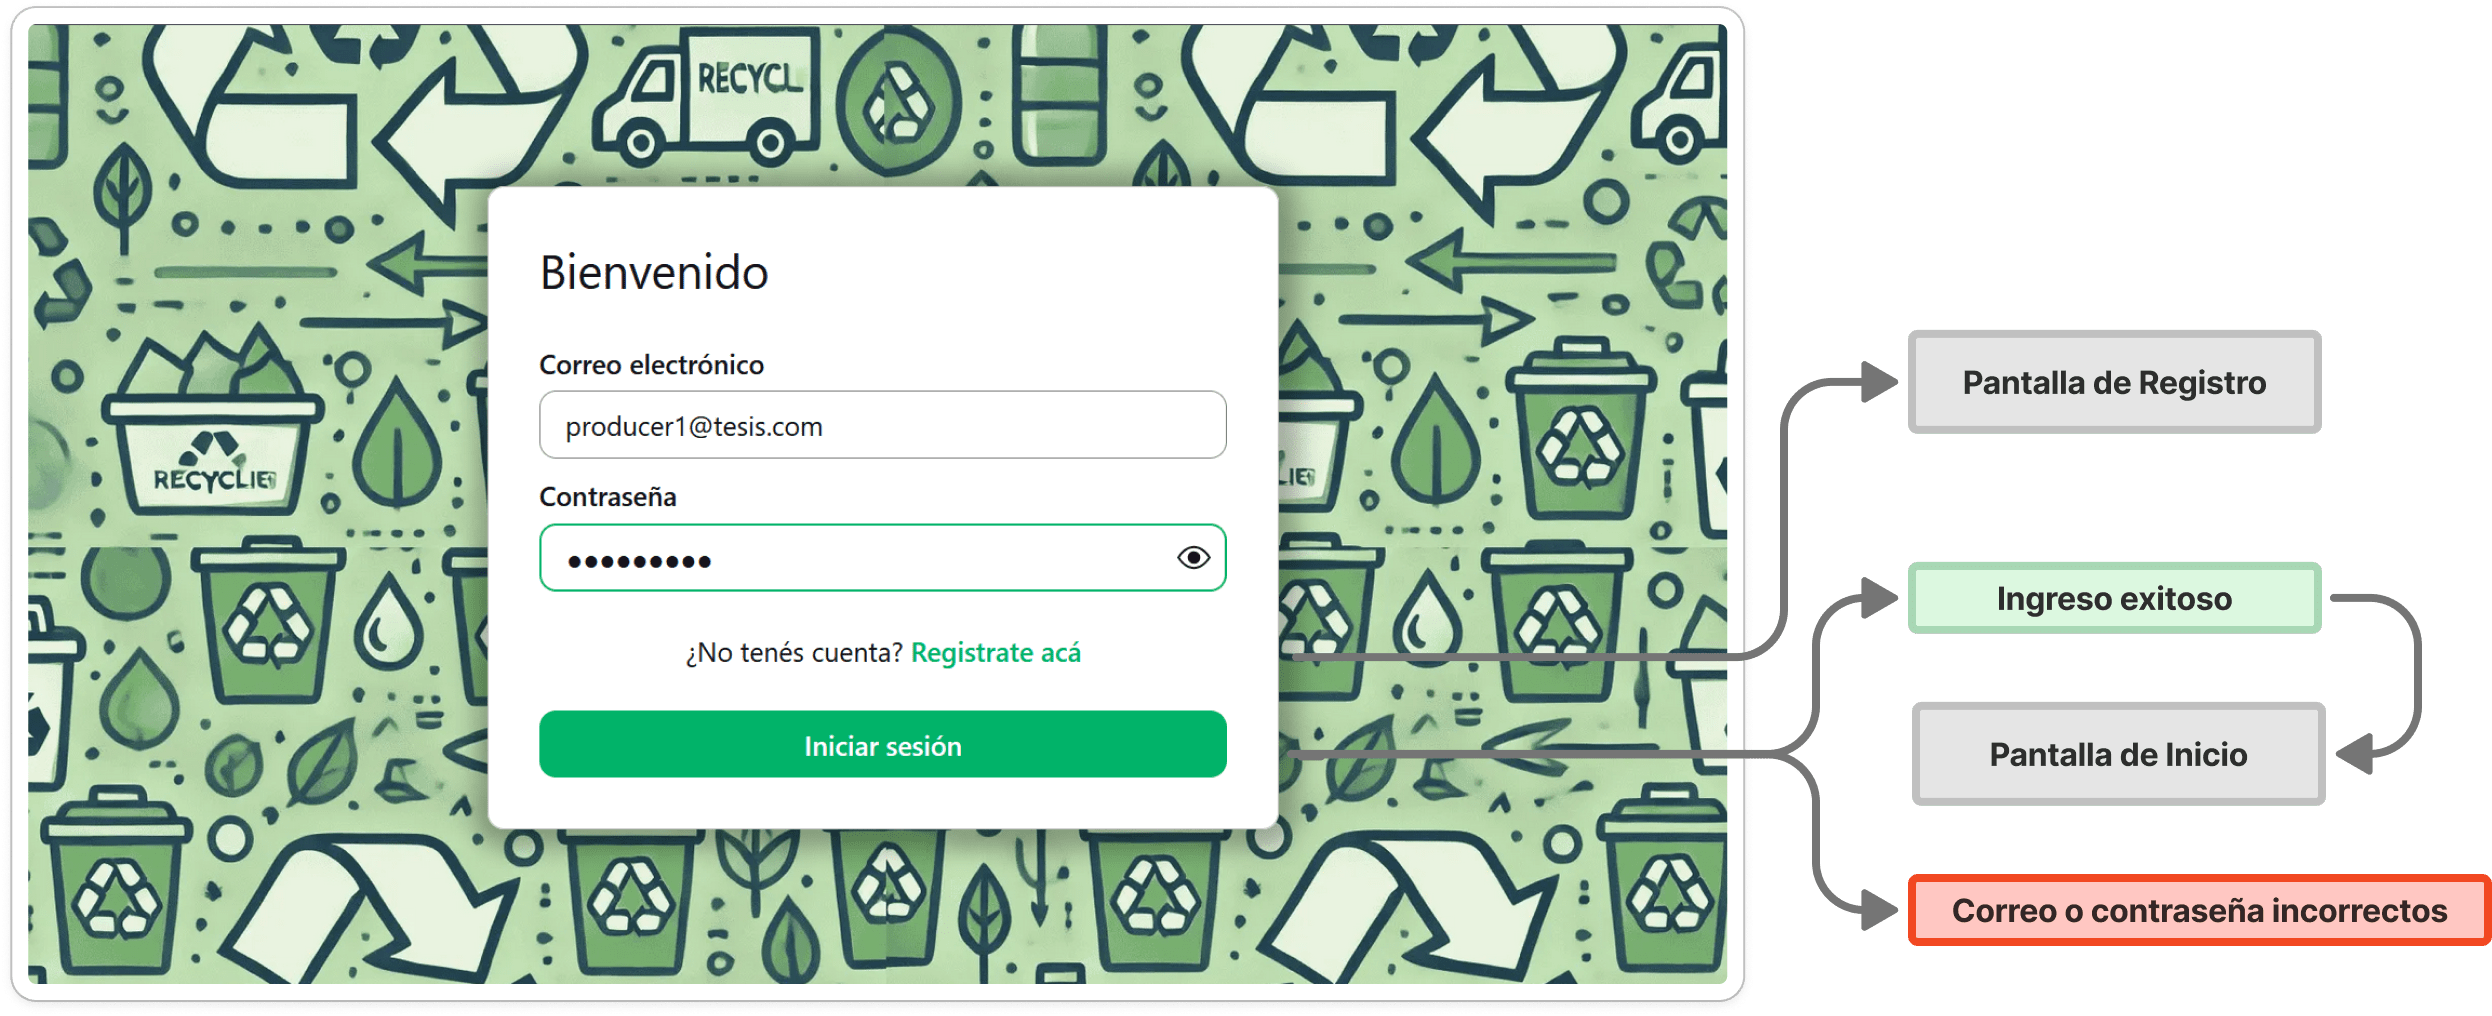 RECYCL
Bienvenido
Correo electrónico
producer1@tesis.com
Contraseña
¿No tenés cuenta? Registrate acá
Iniciar sesión
RECYCLIE
LIE
Pantalla de Registro
Ingreso exitoso
Pantalla de Inicio
Correo o contraseña incorrectos